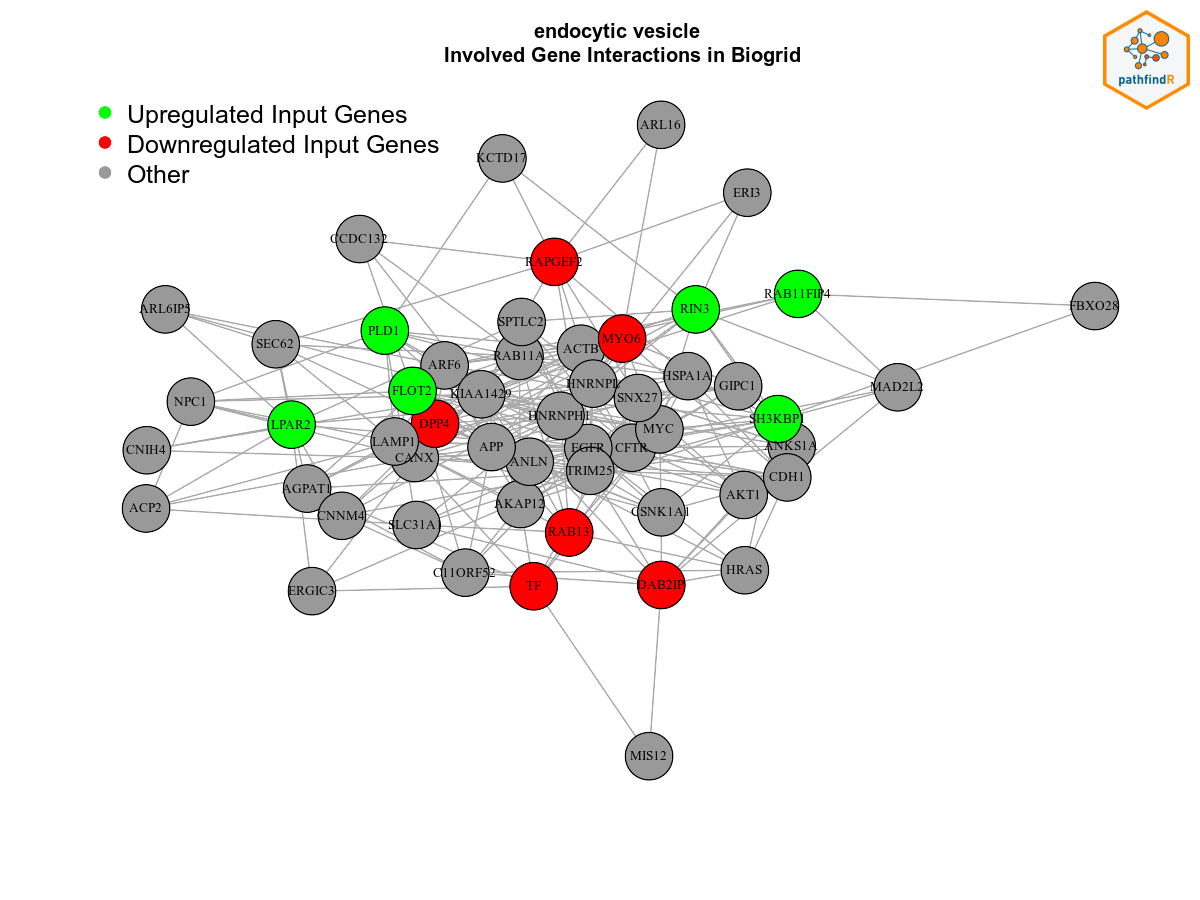 endocytic vesicle
Involved Gene Interactions in Biogrid
pathfindR
Upregulated Input Genes
Downregulated Input Genes
Other
ARL16
KCTD17
ERI3
CCDC132
RAPGEF2
RAB11FIP4
FBXO28
ARL6IP5
RIN3
SPTLC2
PLD1
MYO6
SEC62
ACTB
RAB11A
ARF6
HSPA1A
HNRNPL
GIPC1
MAD2L2
FLOT2
KIAA1429
SNX27
NPC1
HNRNPH1
SH3KBP1
LPAR2
DPP4
MYC
LAMP1
APP
EGFR
CFTR
ANKS1A
CNIH4
CANX
ANLN
TRIM25
CDH1
AGPAT1
AKT1
ACP2
CNNM4
AKAP12
CSNK1A1
SLC31A1
RAB13
C11ORF52
HRAS
TF
DAB2IP
ERGIC3
MIS12